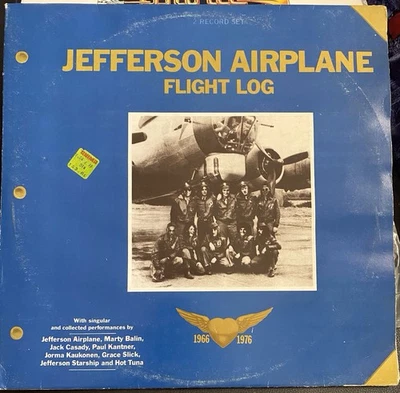 2 RECORD SET
JEFFERSON AIRPLANE
FLIGHT LOG
With singular
and collected performances by
Jefferson Airplane, Marty Balin,
Jack Casady, Paul Kantner,
Jorma Kaukonen, Grace Slick,
Jefferson Starship and Hot Tuna
1966 1976